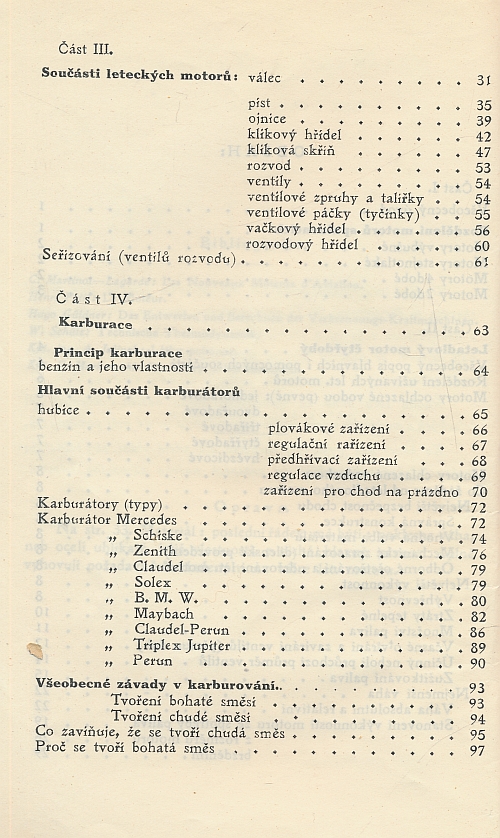 Část III.
Součásti leteckých motorů: válec . . . . . . . . 31
píst . . . . . . . . . 35
ojnice . . . . . . . . 39
klikový hřídel . . . . . . 42
kliková skříň . . . . . . 47
rozvod . . . . . . . . 53
ventily . . . . . . . . 54
ventilové zpruhy a talířky . . 54
ventilové páčky (tyčinky) . . 55
vačkový hřídel . . . . . . 56
rozvodový hřídel . . . . . 60
Seřizování (ventilů rozvodu) . . . . . . . . . . . 61
Část IV.
Karburace . . . . . . . . . . . . . . . . 63
Princip karburace
benzin a jeho vlastností . . . . . . . . . . . . . 64
Hlavní součásti karburátorů
hubice . . . . . . . . . . . . . . . . . . . 65
plovákové zařízení . . . . 66
regulační rařízení . . . . 67
předhřívací zařízení . . . 68
regulace vzduchu . . . . 69
zařízení pro chod na prázdno 70
Karburátory (typy) . . . . . . . . . . . . . . . 72
Karburátor Mercedes . . . . . . . . . . . . . . 72
„ Schiske . . . . . . . . . . . . . . 74
„ Zenith . . . . . . . . . . . . . . 76
„ Claudel . . . . . . . . . . . . . . 79
„ Solex . . . . . . . . . . . . . . 79
„ B. M. W. . . . . . . . . . . . . . 80
„ Maybach . . . . . . . . . . . . . 82
„ Claudel-Perun . . . . . . . . . . . 86
„ Triplex Jupiter . . . . . . . . . . . 89
„ Perun . . . . . . . . . . . . . . 90
Všeobecné závady v karburování. . . . . . . . . . . 93
Tvoření bohaté směsi . . . . . . . . . . 93
Tvoření chudé směsi . . . . . . . . . . 94
Co zaviňuje, že se tvoří chudá směs . . . . . . . . . 95
Proč se tvoří bohatá směs . . . . . . . . . . . . 97